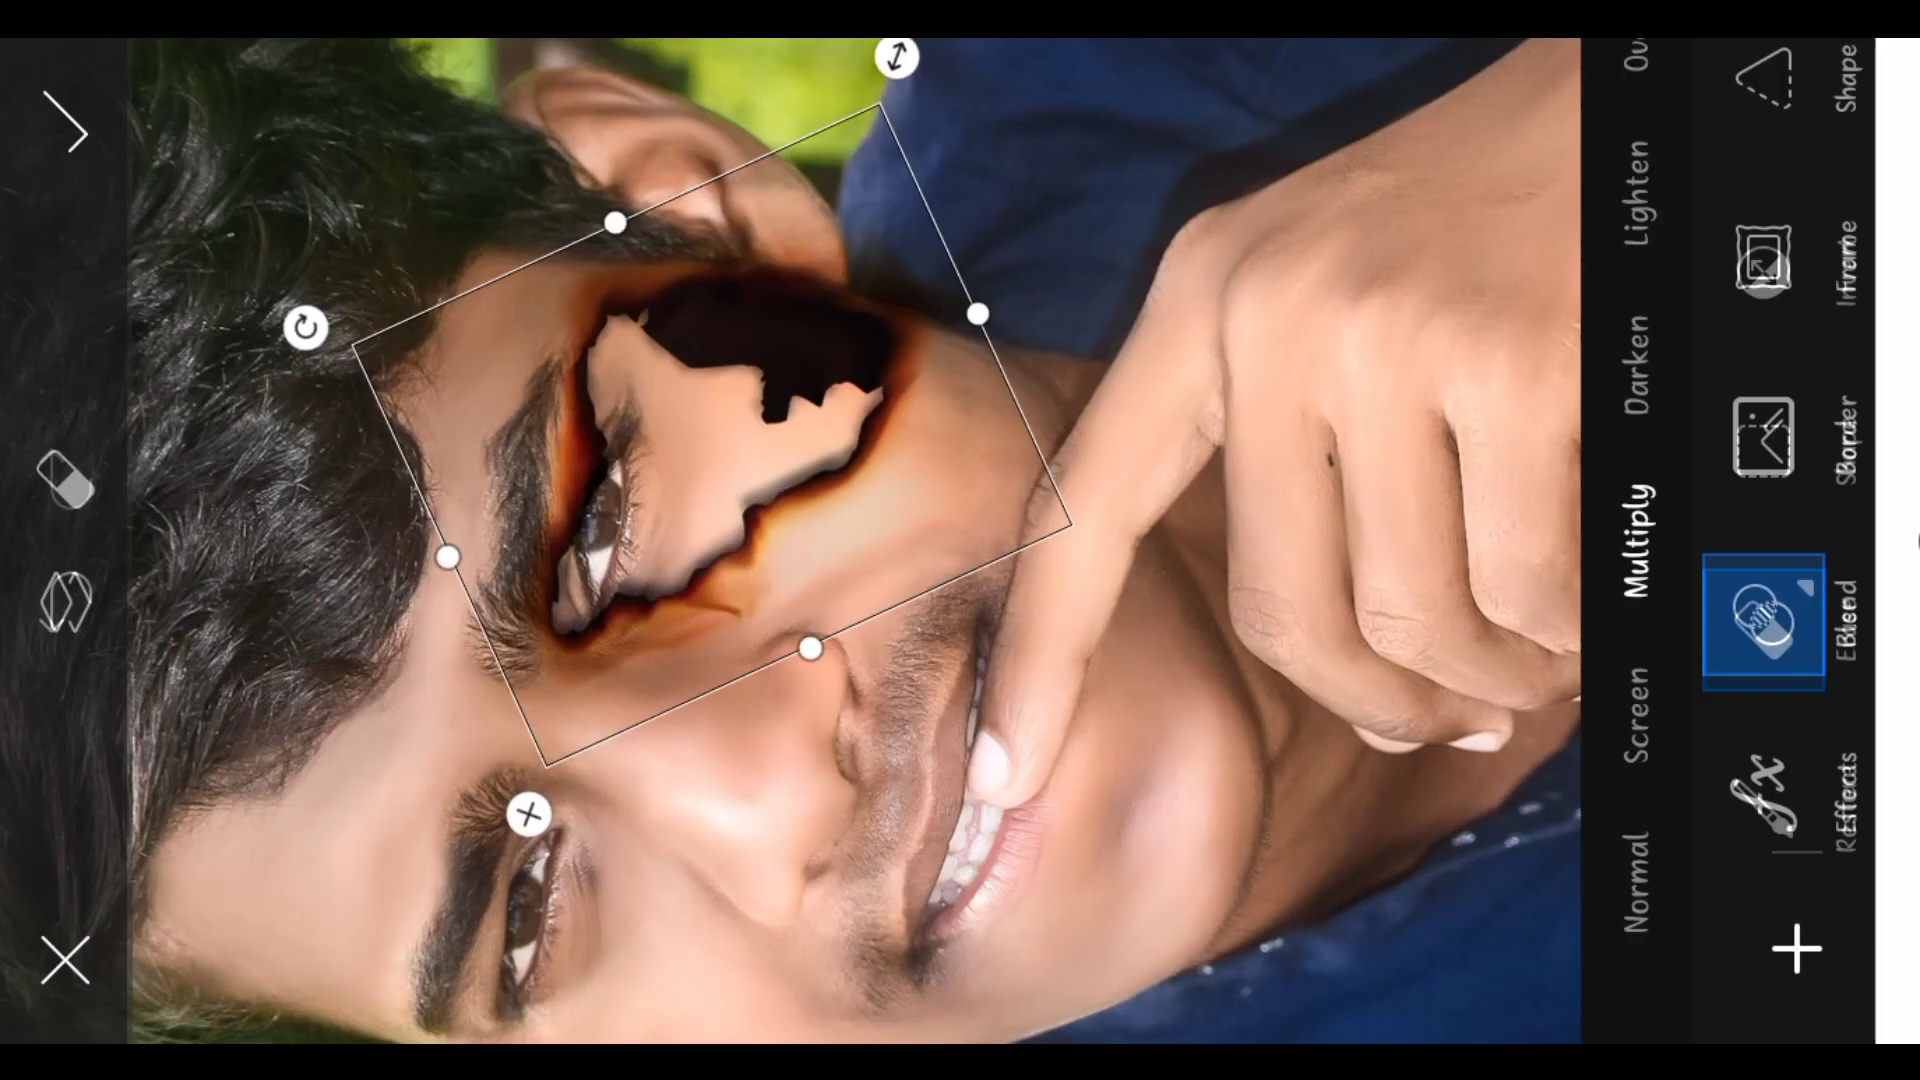 Normal
Screen
Multiply
Darken
Lighten
Effects
Blend
Border
Frame
Shape